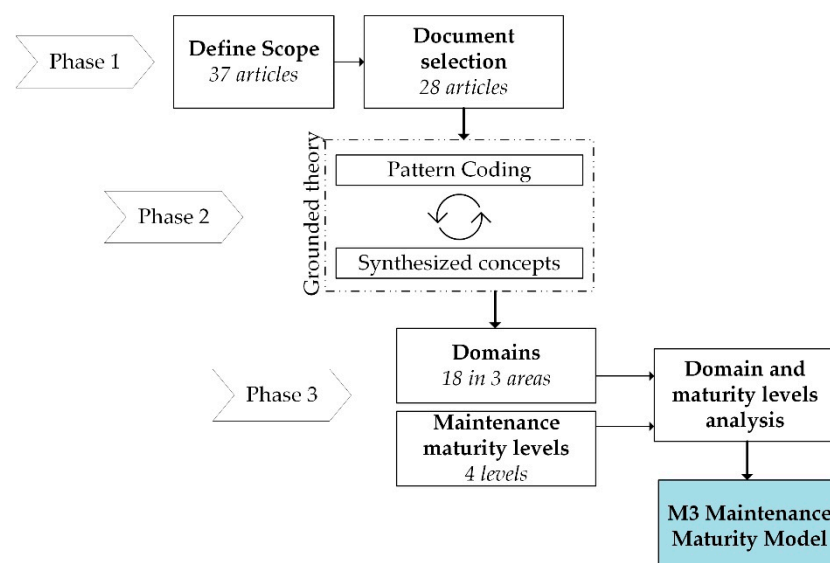 Phase 1
Define Scope
37 articles
Document
selection
28 articles
Phase 2
Grounded theory
Pattern Coding
Synthesized concepts
Phase 3
Domains
18 in 3 areas
Maintenance
maturity levels
4 levels
Domain and
maturity levels
analysis
M3 Maintenance
Maturity Model